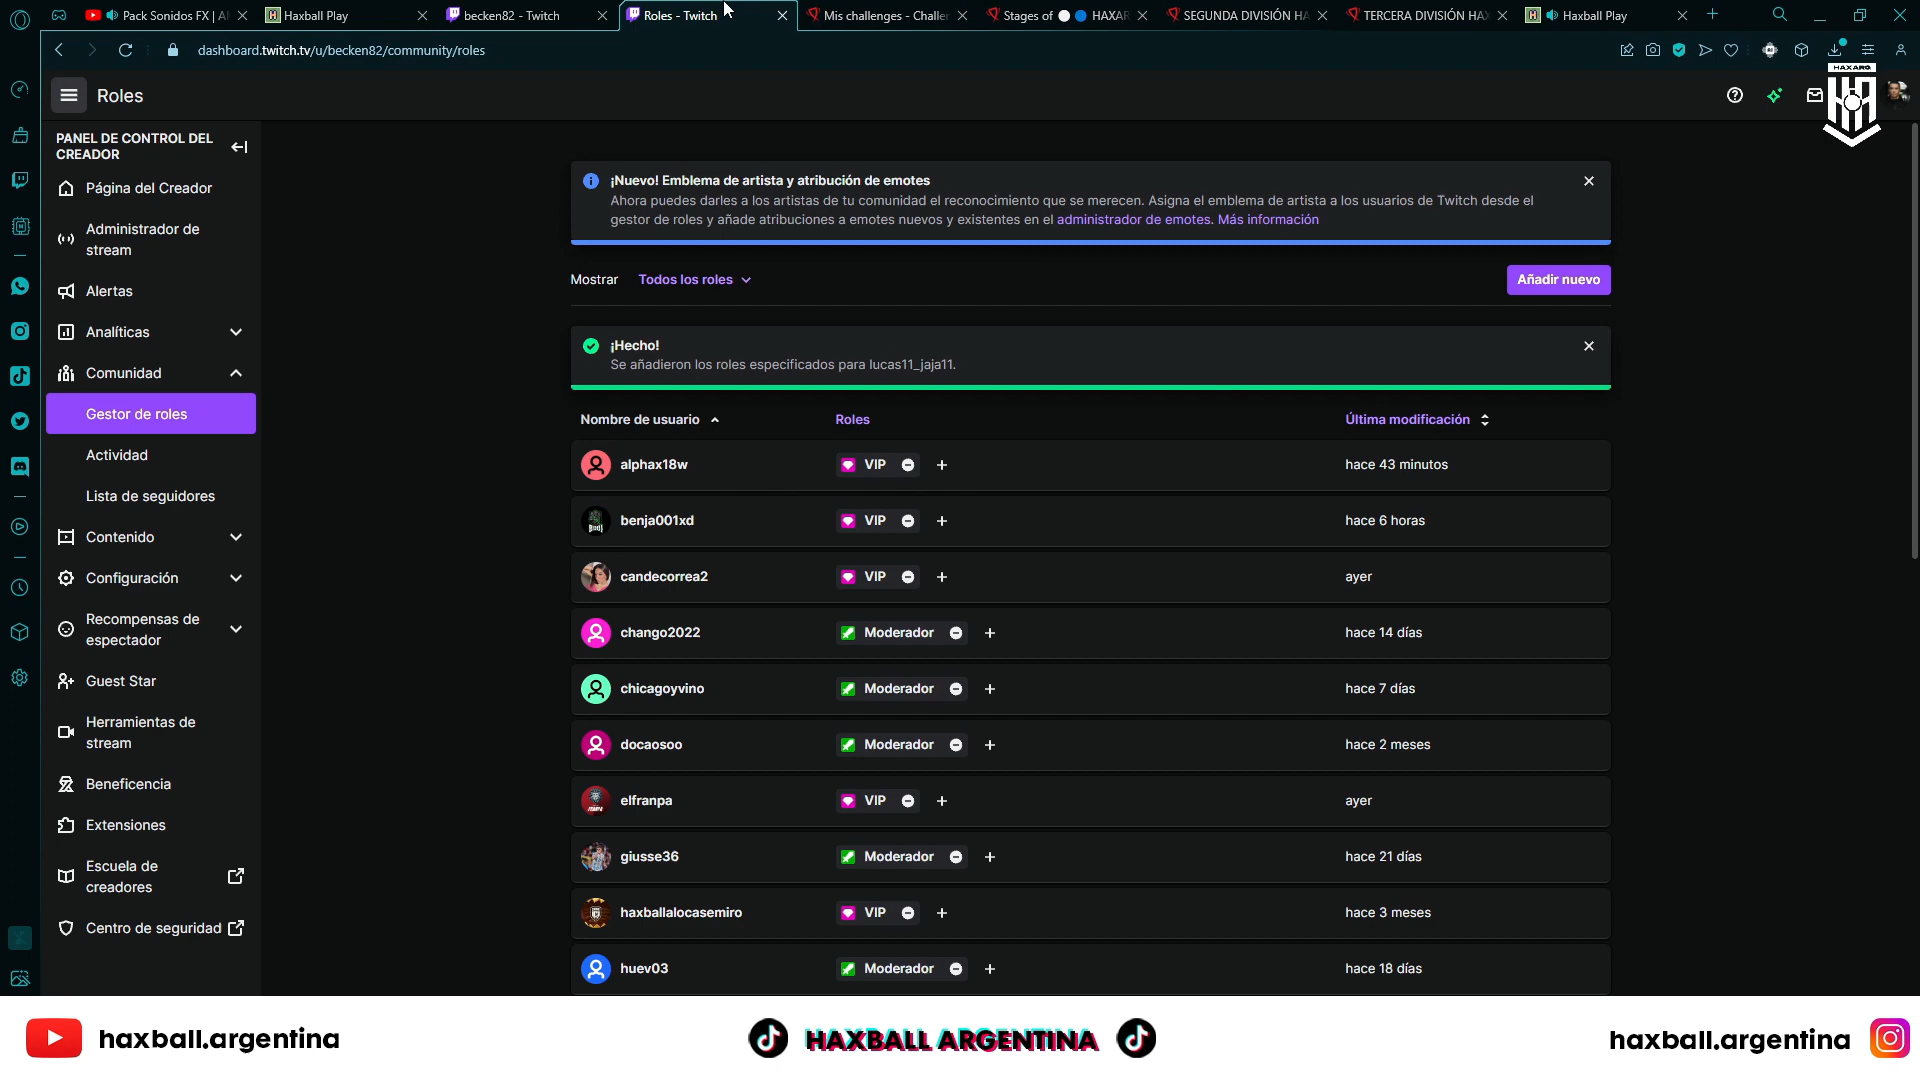 Pack Sonidos FX | Al
Haxball Play
becken82 - Twitch
Roles - Twitch
Mis challenges - Challe
Stages of ⚪🔵 HAXAR
SEGUNDA DIVISIÓN HA
TERCERA DIVISIÓN HAX
Haxball Play
dashboard.twitch.tv/u/becken82/community/roles
Roles
HAXARG
PANEL DE CONTROL DEL
CREADOR
Página del Creador
Administrador de
stream
Alertas
Analíticas
Comunidad
Gestor de roles
Actividad
Lista de seguidores
Contenido
Configuración
Recompensas de
espectador
Guest Star
Herramientas de
stream
Beneficencia
Extensiones
Escuela de
creadores
Centro de seguridad
¡Nuevo! Emblema de artista y atribución de emotes
Ahora puedes darles a los artistas de tu comunidad el reconocimiento que se merecen. Asigna el emblema de artista a los usuarios de Twitch desde el
gestor de roles y añade atribuciones a emotes nuevos y existentes en el administrador de emotes. Más información
Mostrar Todos los roles
Añadir nuevo
¡Hecho!
Se añadieron los roles especificados para lucas11_jaja11.
Nombre de usuario Roles Última modificación
alphax18w VIP hace 43 minutos
benja001xd VIP hace 6 horas
candecorrea2 VIP ayer
chango2022 Moderador hace 14 días
chicagoyvino Moderador hace 7 días
docaosoo Moderador hace 2 meses
elfranpa VIP ayer
giusse36 Moderador hace 21 días
haxballalocasemiro VIP hace 3 meses
huev03 Moderador hace 18 días
haxball.argentina
HAXBALL ARGENTINA
haxball.argentina